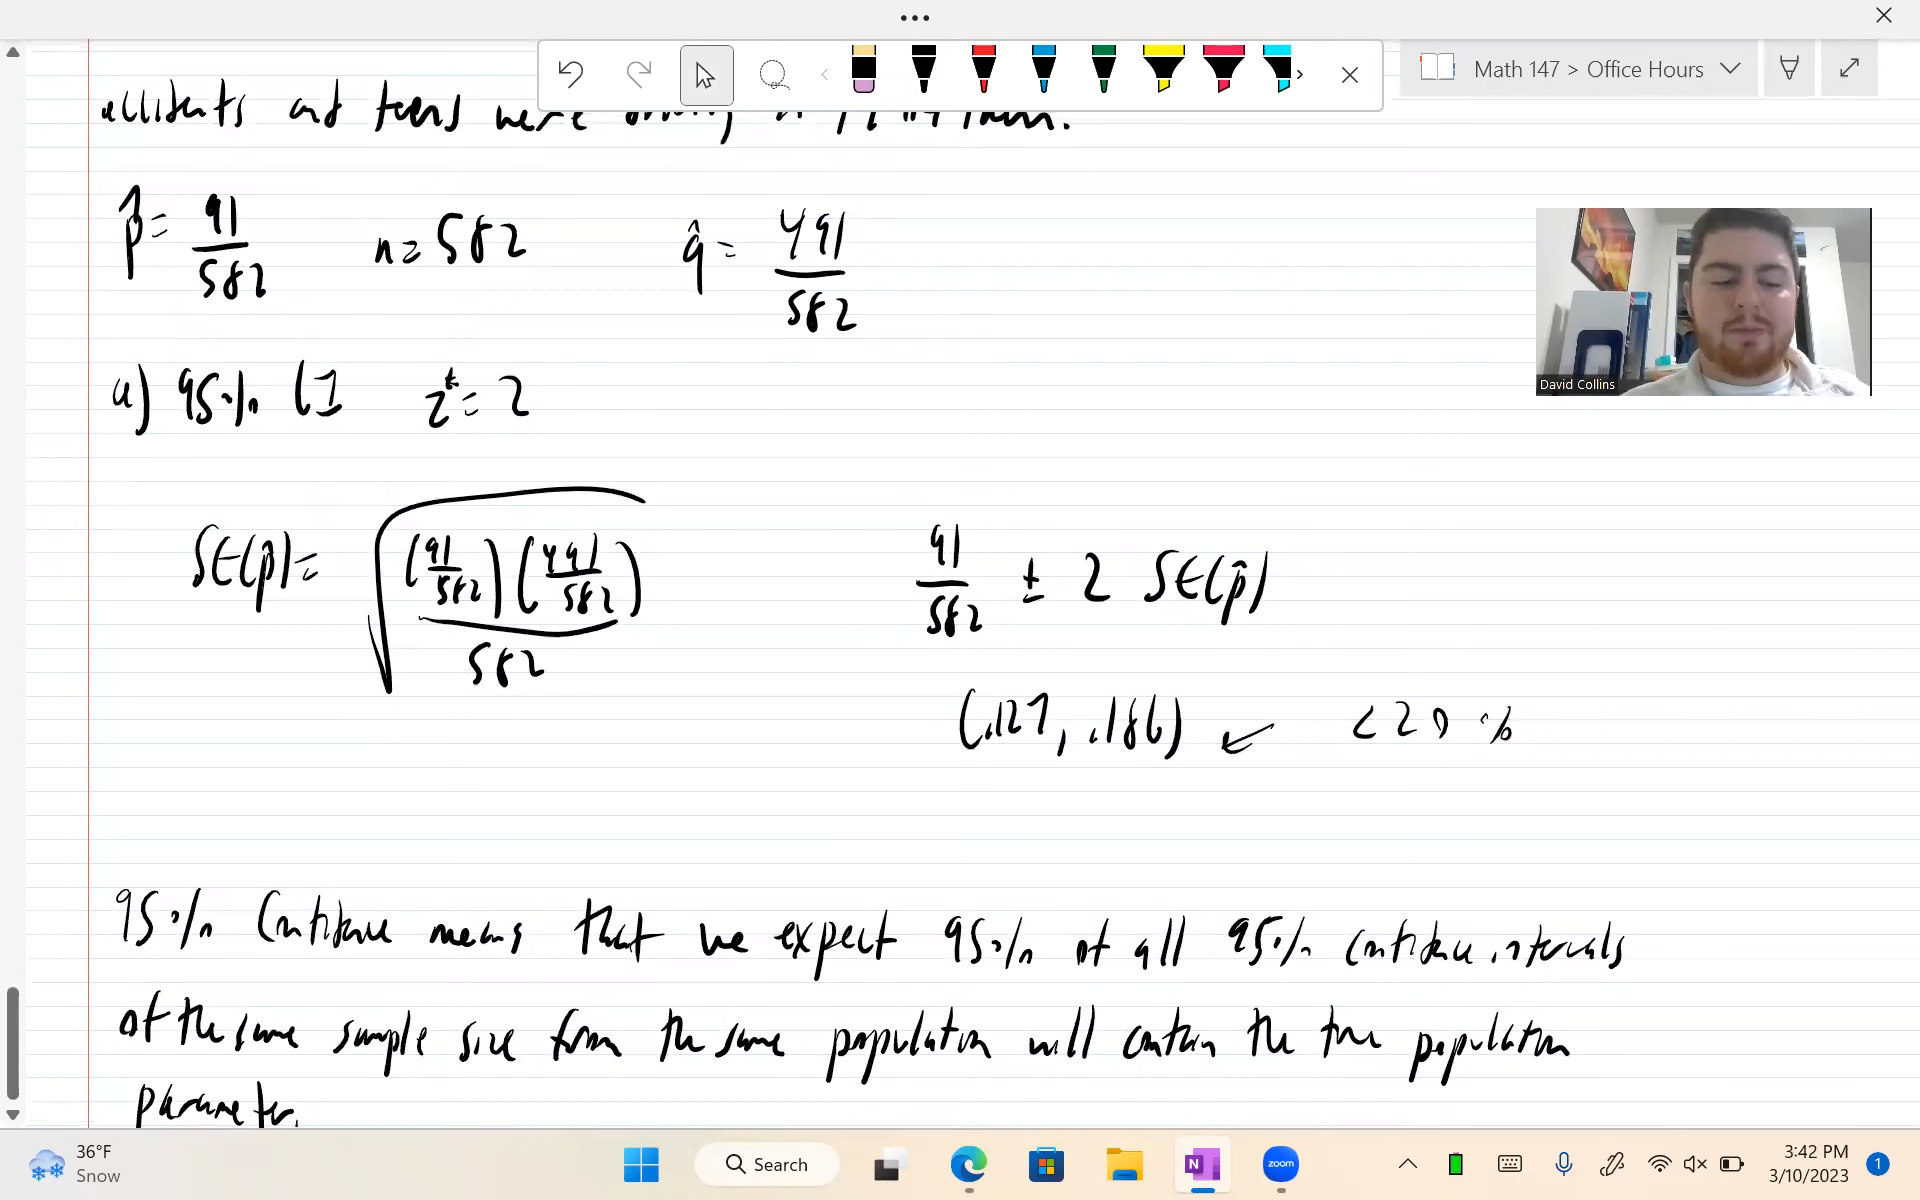 Math 147 > Office Hours
accidents and teens were
p̂ = 91/582 n = 582 q̂ = 491/582
David Collins
a) 95% CI z* = 2
SE(p̂) = √((91/582)(491/582)/582) 91/582 ± 2 SE(p̂)
(.127, .186) ↙ < 20 %
95% Confidence means that we expect 95% of all 95% confidence intervals
of the same sample size from the same population will contain the true population
parameter.
36°F
Snow
Search
zoom
3:42 PM
3/10/2023
1